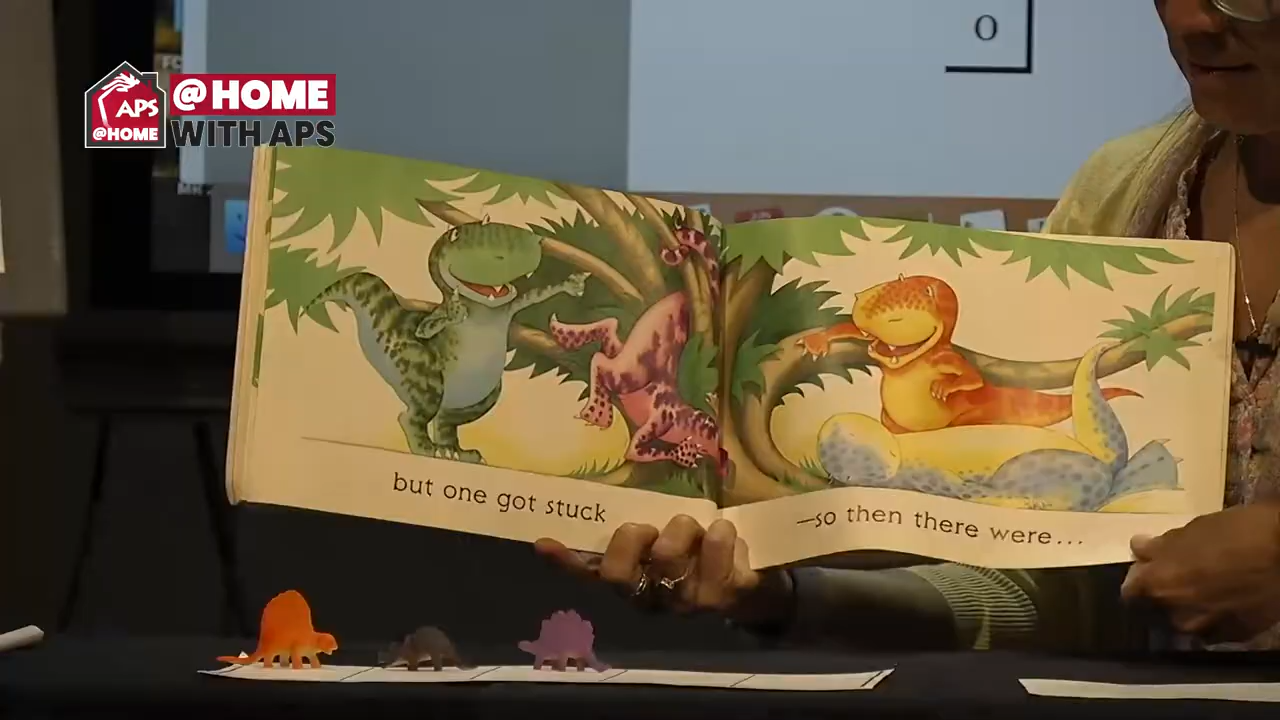 O
APS
@HOME
@HOME
WITH APS
but one got stuck
—so then there were...